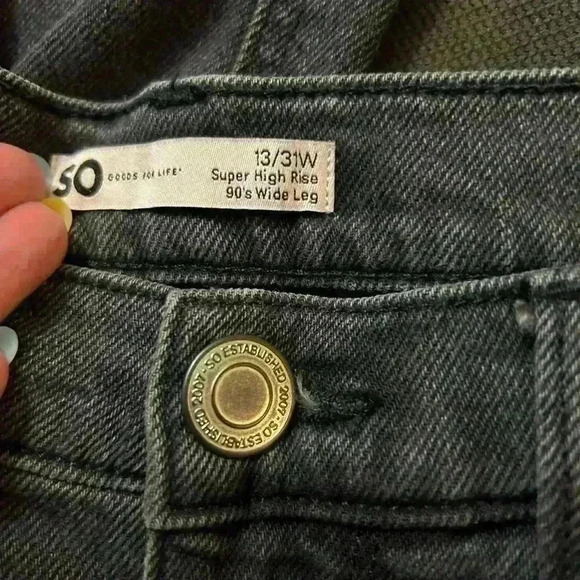 SO GOODS FOR LIFE®
13/31W
Super High Rise
90's Wide Leg
SO ESTABLISHED 2007 - SO ESTABLISHED 2007 -